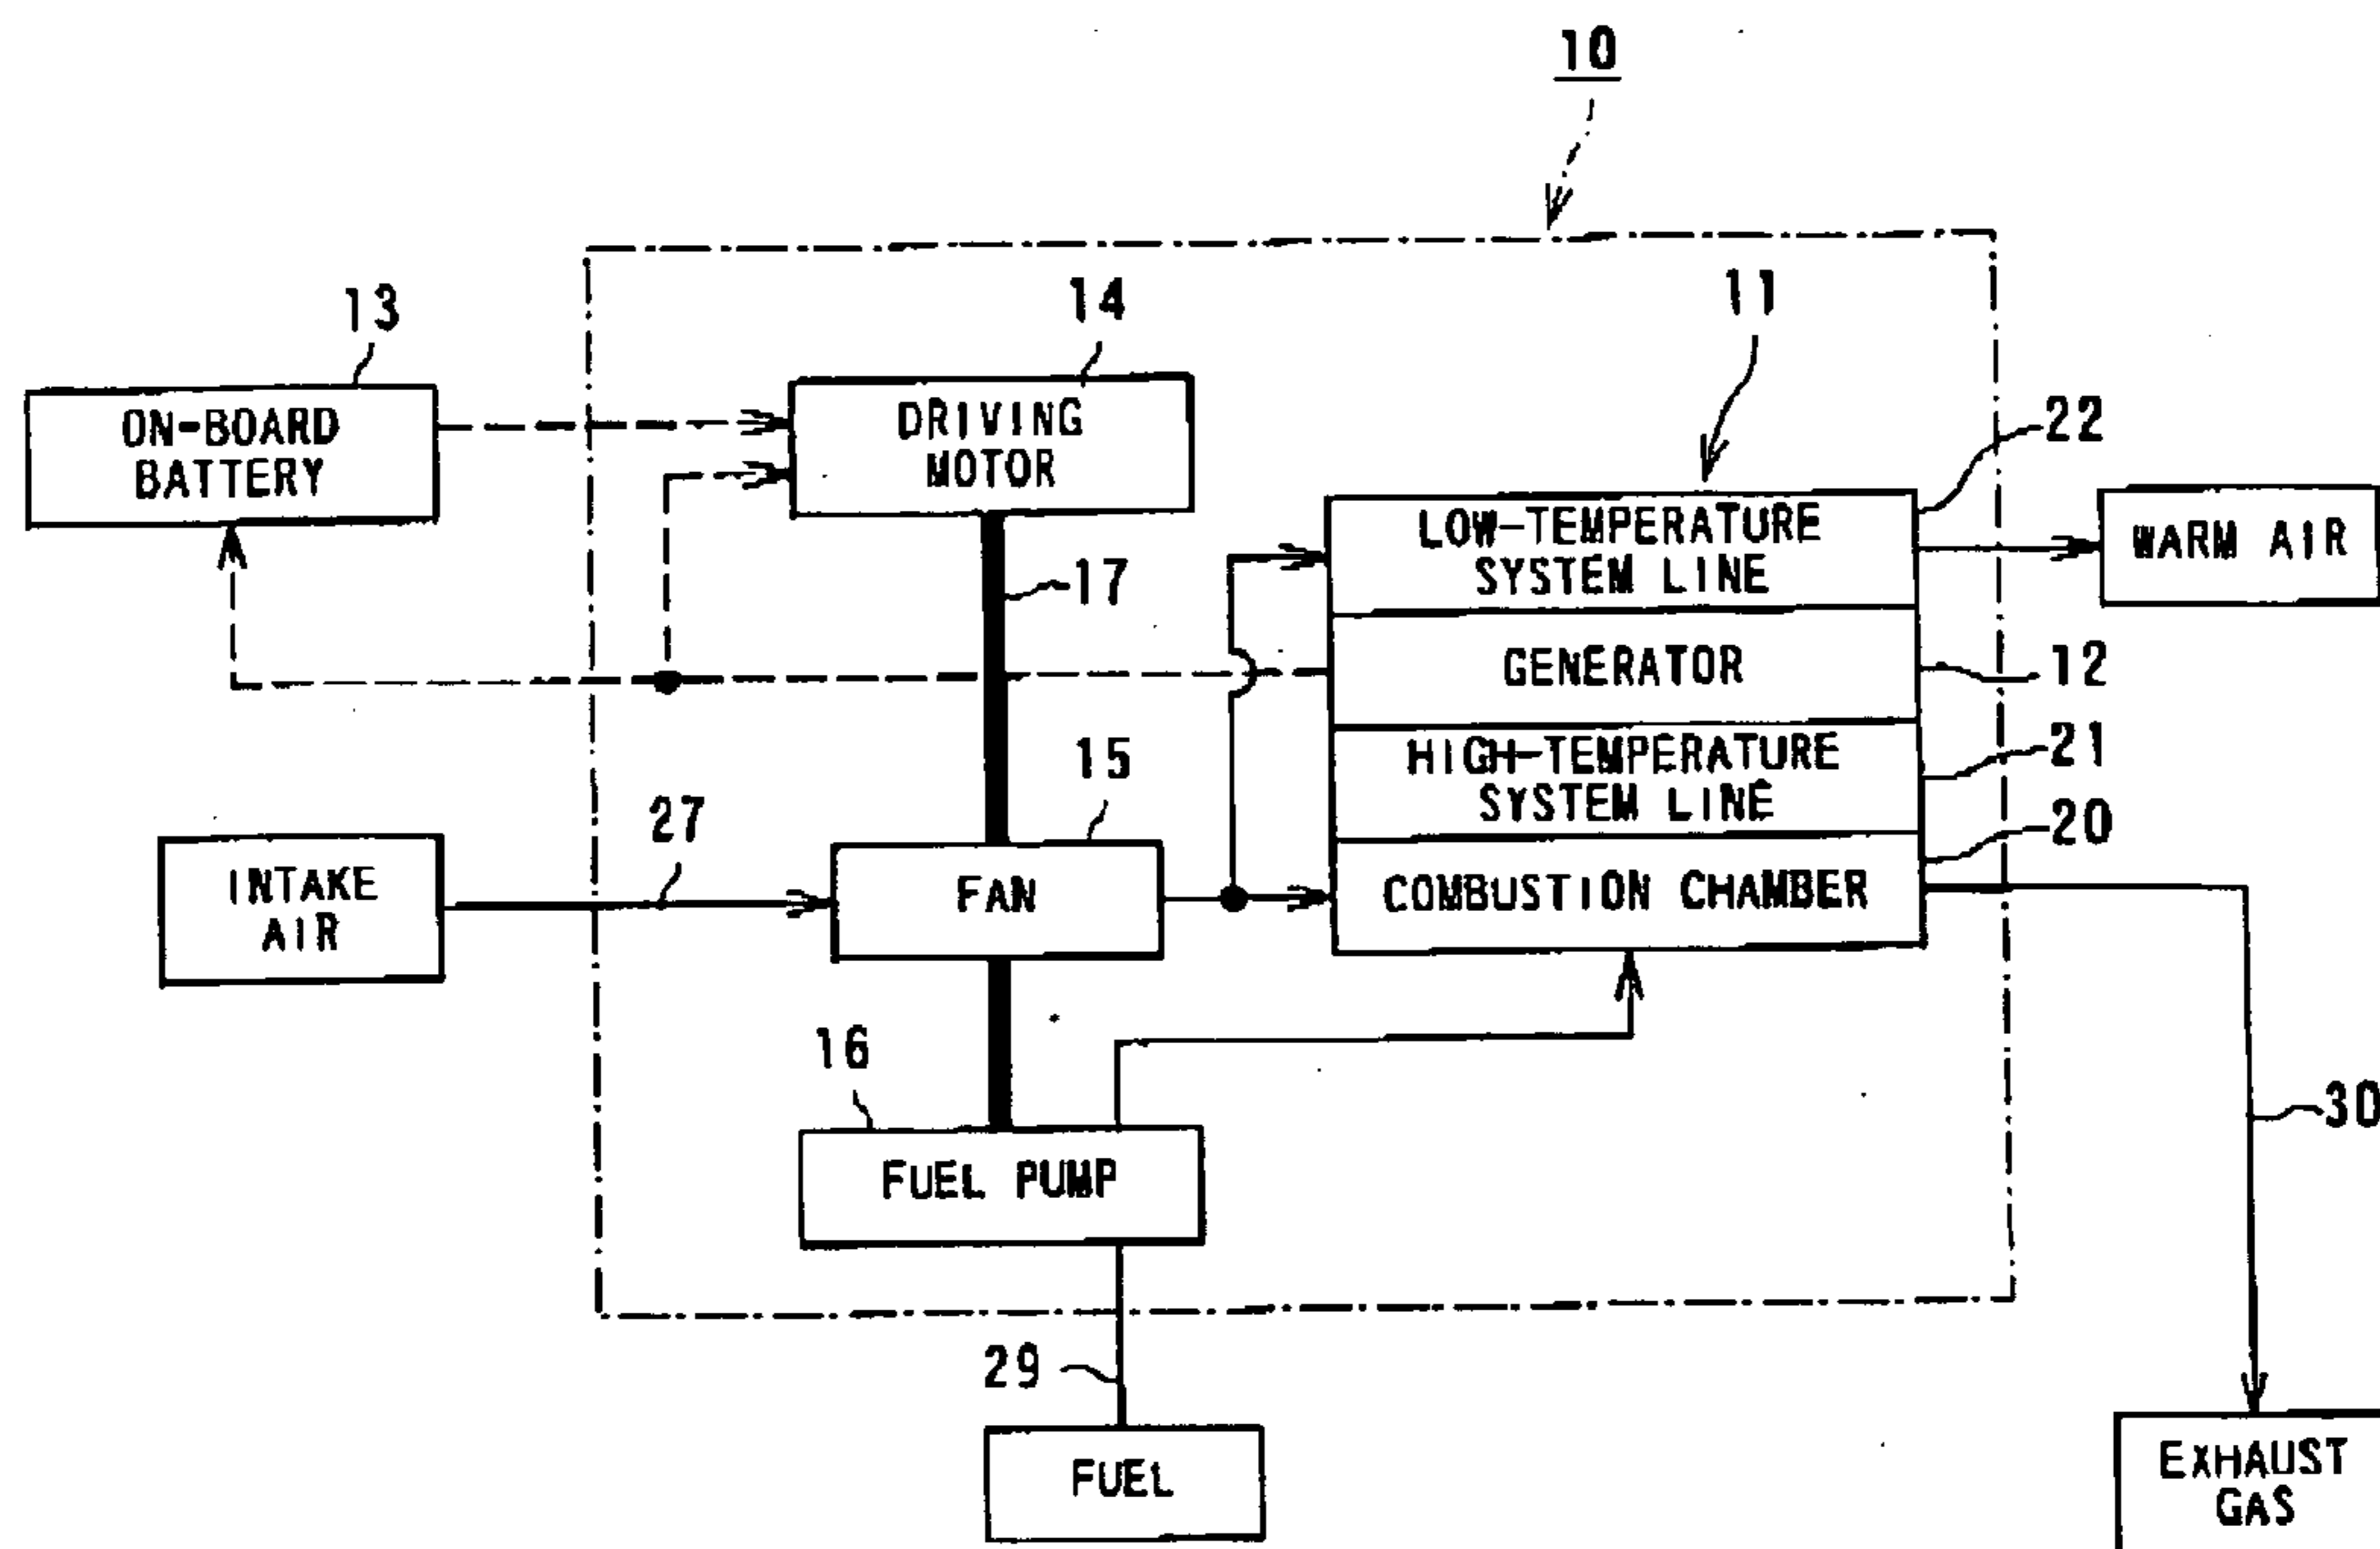 10
13
14
11
ON-BOARD
BATTERY
DRIVING
MOTOR
22
LOW-TEMPERATURE
SYSTEM LINE
WARM AIR
17
GENERATOR
12
HIGH-TEMPERATURE
SYSTEM LINE
21
15
27
20
INTAKE
AIR
FAN
COMBUSTION CHAMBER
16
30
FUEL PUMP
29
FUEL
EXHAUST
GAS